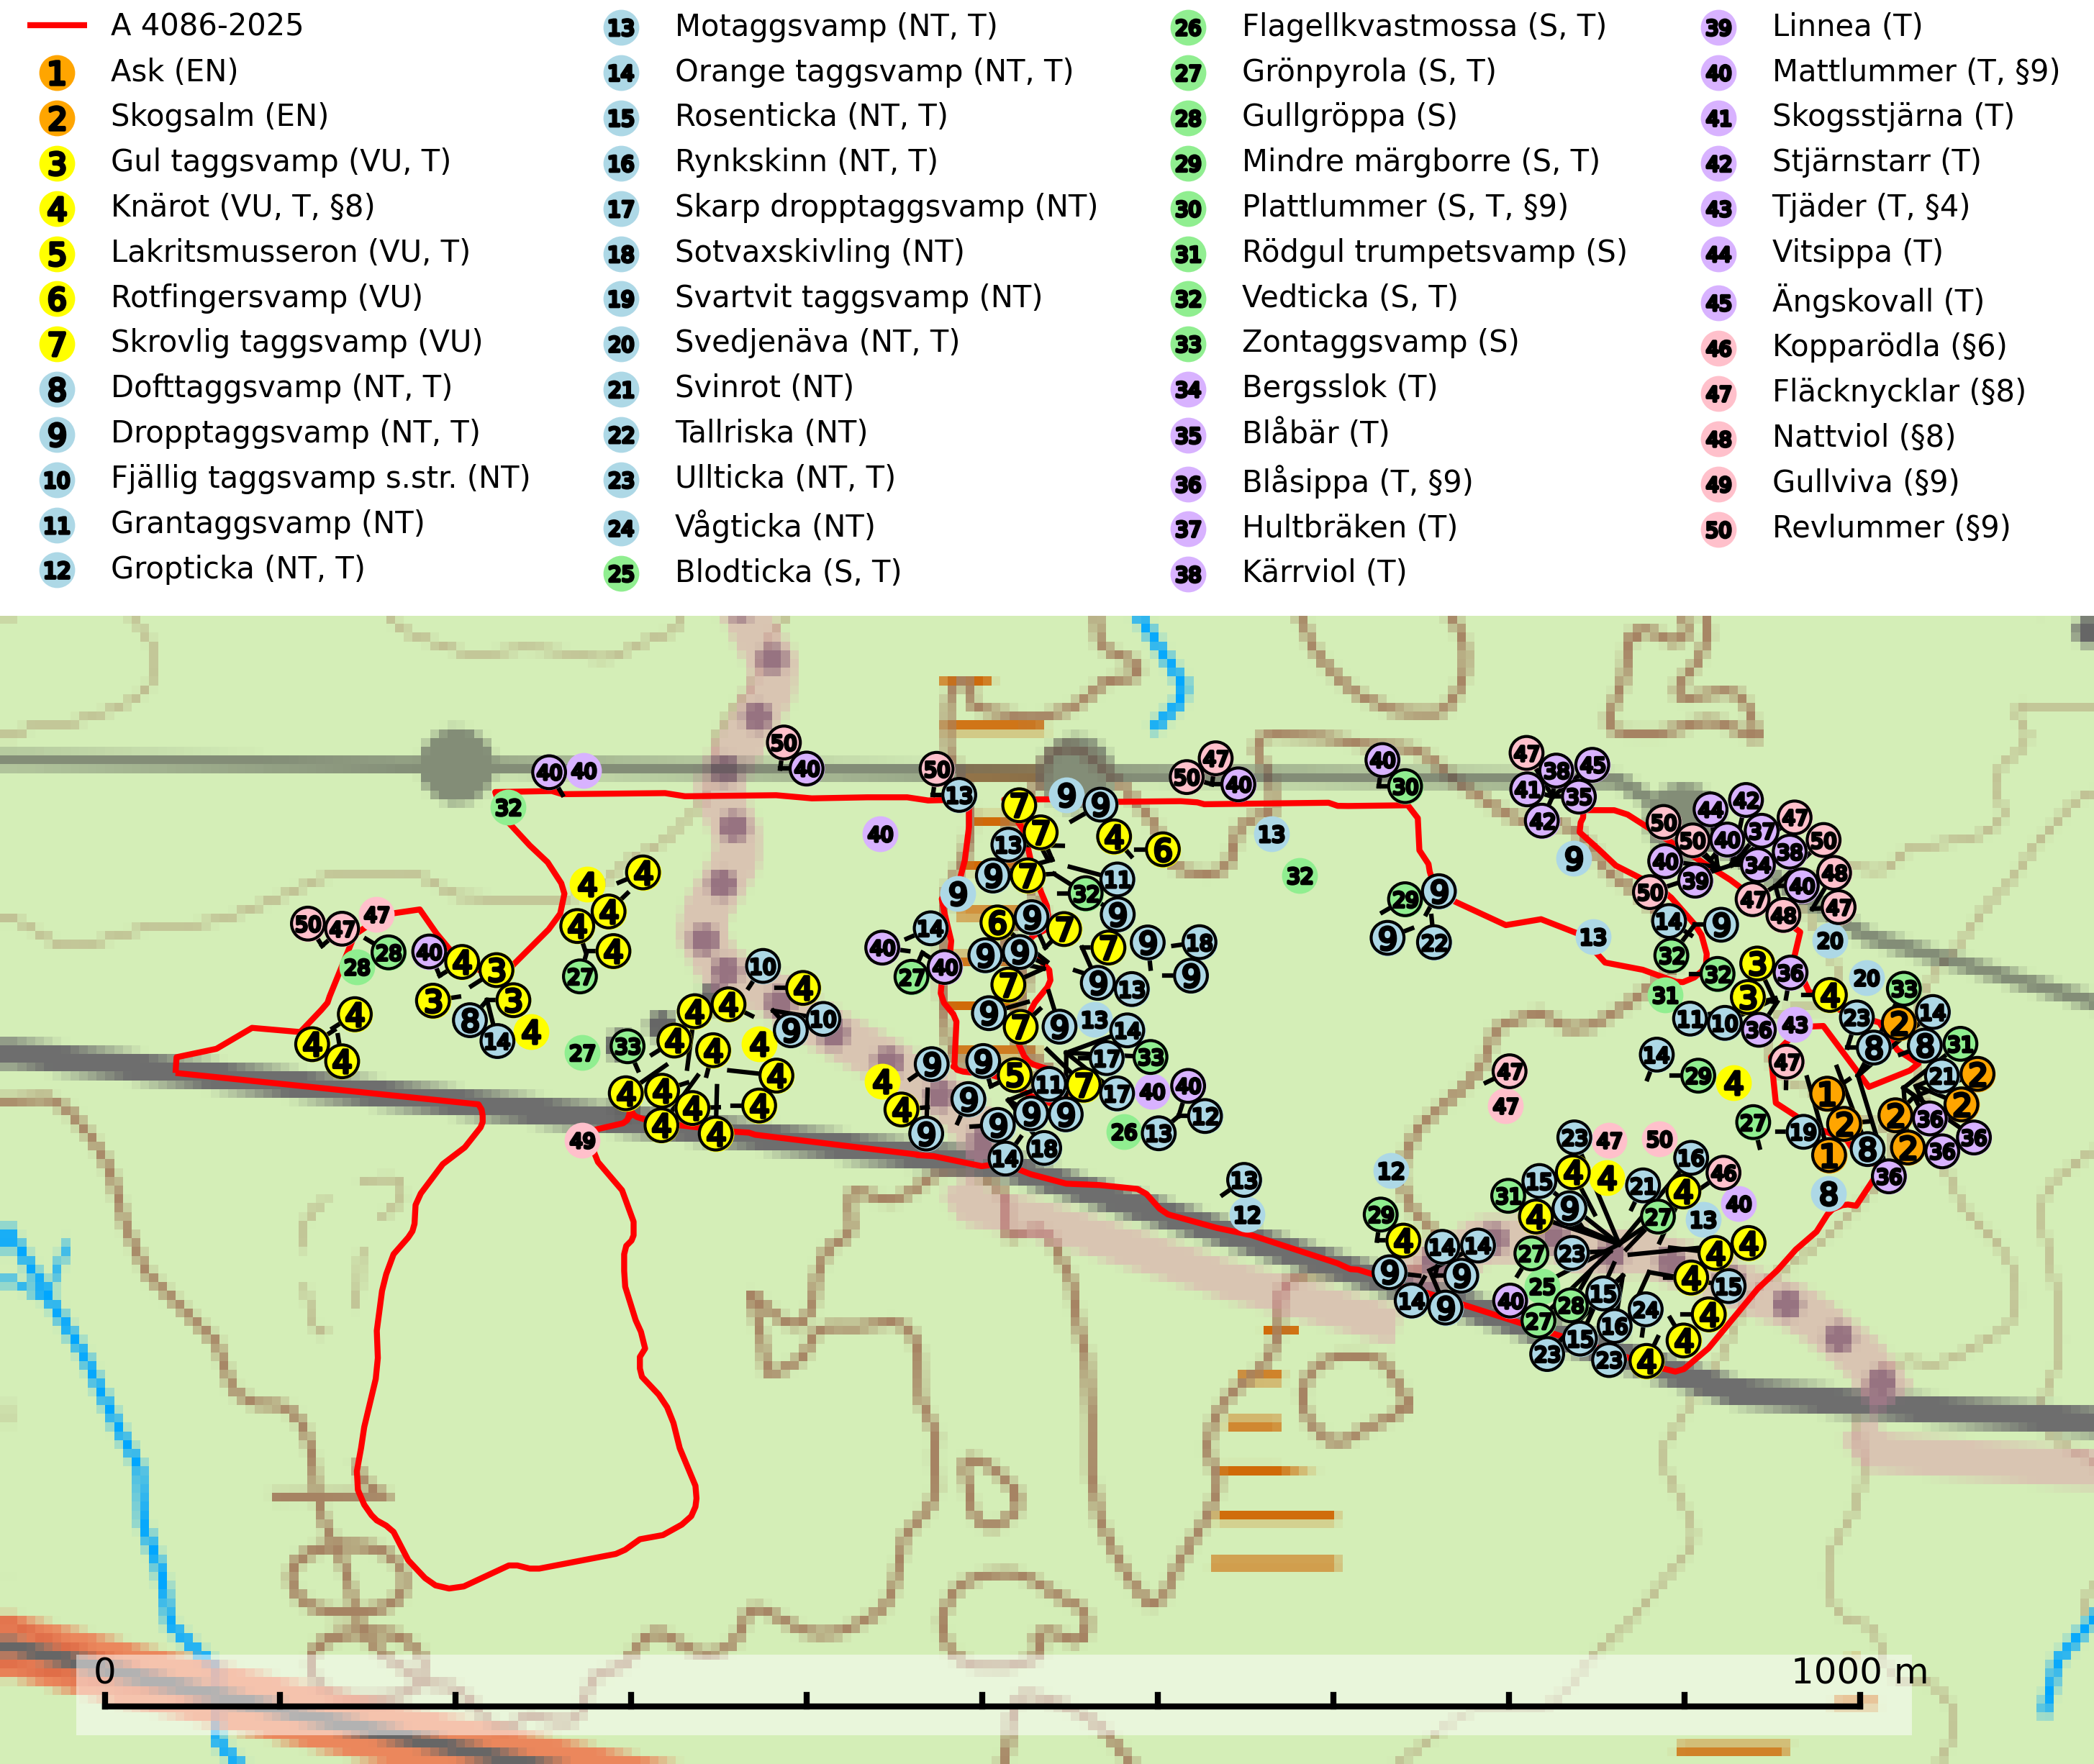 A 4086-2025
1 Ask (EN)
2 Skogsalm (EN)
3 Gul taggsvamp (VU, T)
4 Knärot (VU, T, §8)
5 Lakritsmusseron (VU, T)
6 Rotfingersvamp (VU)
7 Skrovlig taggsvamp (VU)
8 Dofttaggsvamp (NT, T)
9 Dropptaggsvamp (NT, T)
10 Fjällig taggsvamp s.str. (NT)
11 Grantaggsvamp (NT)
12 Gropticka (NT, T)
13 Motaggsvamp (NT, T)
14 Orange taggsvamp (NT, T)
15 Rosenticka (NT, T)
16 Rynkskinn (NT, T)
17 Skarp dropptaggsvamp (NT)
18 Sotvaxskivling (NT)
19 Svartvit taggsvamp (NT)
20 Svedjenäva (NT, T)
21 Svinrot (NT)
22 Tallriska (NT)
23 Ullticka (NT, T)
24 Vågticka (NT)
25 Blodticka (S, T)
26 Flagellkvastmossa (S, T)
27 Grönpyrola (S, T)
28 Gullgröppa (S)
29 Mindre märgborre (S, T)
30 Plattlummer (S, T, §9)
31 Rödgul trumpetsvamp (S)
32 Vedticka (S, T)
33 Zontaggsvamp (S)
34 Bergsslok (T)
35 Blåbär (T)
36 Blåsippa (T, §9)
37 Hultbräken (T)
38 Kärrviol (T)
39 Linnea (T)
40 Mattlummer (T, §9)
41 Skogsstjärna (T)
42 Stjärnstarr (T)
43 Tjäder (T, §4)
44 Vitsippa (T)
45 Ängskovall (T)
46 Kopparödla (§6)
47 Fläcknycklar (§8)
48 Nattviol (§8)
49 Gullviva (§9)
50 Revlummer (§9)
0 1000 m